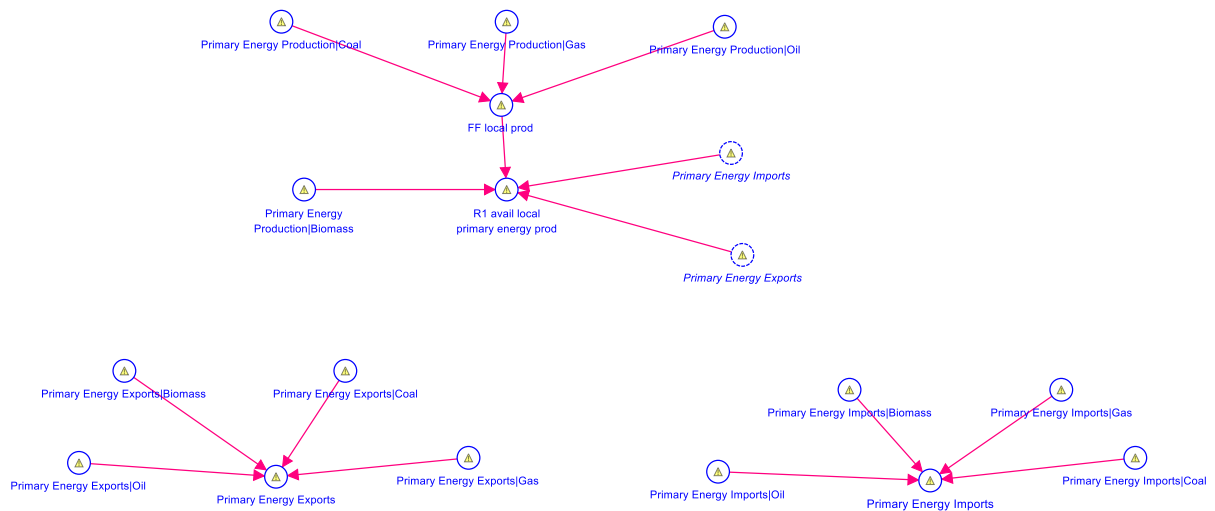 Primary Energy Production|Coal
Primary Energy Production|Gas
Primary Energy Production|Oil
FF local prod
Primary Energy Imports
Primary Energy
Production|Biomass
R1 avail local
primary energy prod
Primary Energy Exports
Primary Energy Exports|Biomass
Primary Energy Exports|Coal
Primary Energy Imports|Biomass
Primary Energy Imports|Gas
Primary Energy Exports|Oil
Primary Energy Exports
Primary Energy Exports|Gas
Primary Energy Imports|Oil
Primary Energy Imports
Primary Energy Imports|Coal